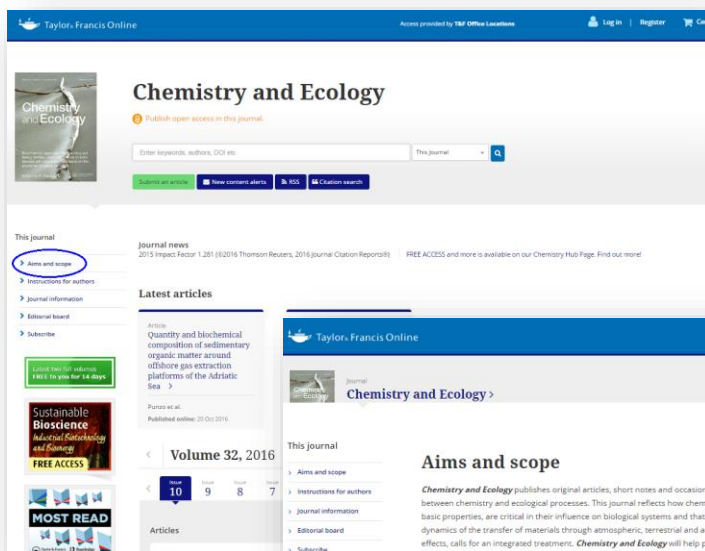 Taylor & Francis Online
Access provided by T&F Office Locations
Log in | Register
Chemistry
and Ecology
Chemistry and Ecology
Publish open access in this journal
Enter keywords, authors, DOI etc
This Journal
Submit an article
New content alerts
RSS
Citation search
This journal
Aims and scope
Instructions for authors
Journal information
Editorial board
Subscribe
Journal news
2015 Impact Factor 1.281 (©2016 Thomson Reuters, 2016 Journal Citation Reports®)
FREE ACCESS and more is available on our Chemistry Hub Page. Find out more!
Latest articles
Article
Quantity and biochemical
composition of sedimentary
organic matter around
offshore gas extraction
platforms of the Adriatic
Sea >
Punzo et al.
Published online: 20 Oct 2016
Latest two full volumes
FREE to you for 14 days
Sustainable
Bioscience
Industrial Biotechnology
and Bioenergy
FREE ACCESS
MOST READ
Volume 32, 2016
Issue Issue Issue Issue
10 9 8 7
Articles
Taylor & Francis Online
Journal
Chemistry and Ecology >
This journal
Aims and scope
Instructions for authors
Journal information
Editorial board
Subscribe
Aims and scope
Chemistry and Ecology publishes original articles, short notes and occasion
between chemistry and ecological processes. This journal reflects how chem
basic properties, are critical in their influence on biological systems and that
dynamics of the transfer of materials through atmospheric, terrestrial and a
effects, calls for an integrated treatment. Chemistry and Ecology will help p